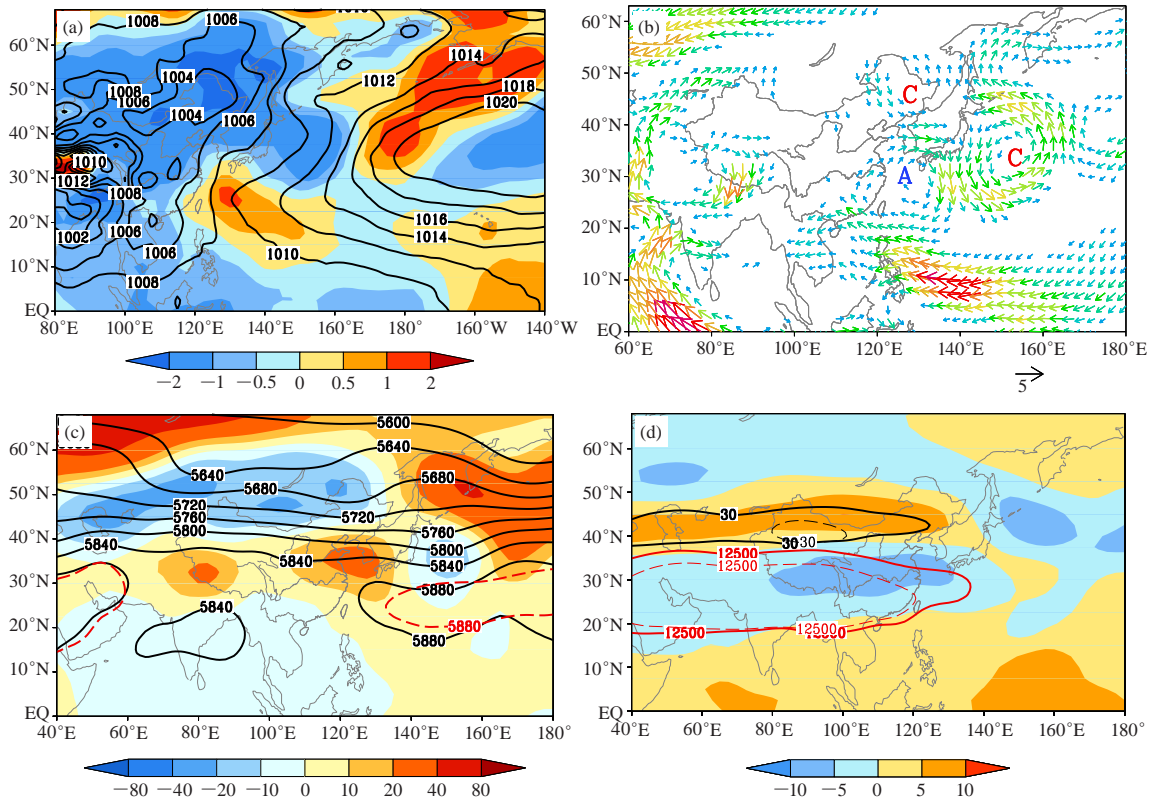 (a)
1008
1006
1010
1004
1012
1014
1008
1006
1004
1006
1018
1020
1010
1012
1008
1002
1006
1006
1016
1014
1010
1008
60°N
50°N
40°N
30°N
20°N
10°N
EQ
80°E 100°E 120°E 140°E 160°E 180° 160°W 140°W
−2 −1 −0.5 0 0.5 1 2
(b)
C
C
A
60°N
50°N
40°N
30°N
20°N
10°N
EQ
60°E 80°E 100°E 120°E 140°E 160°E 180°E
5
(c)
5600
5640
5640
5680
5680
5720
5720
5760
5760
5800
5800
5840
5840
5840
5880
5840
5880
5880
60°N
50°N
40°N
30°N
20°N
10°N
EQ
40°E 60°E 80°E 100°E 120°E 140°E 160°E 180°
−80 −40 −20 −10 0 10 20 40 80
(d)
30
30 30
12500
12500
12500
12500
60°N
50°N
40°N
30°N
20°N
10°N
EQ
40°E 60°E 80°E 100°E 120°E 140°E 160°E 180°
−10 −5 0 5 10